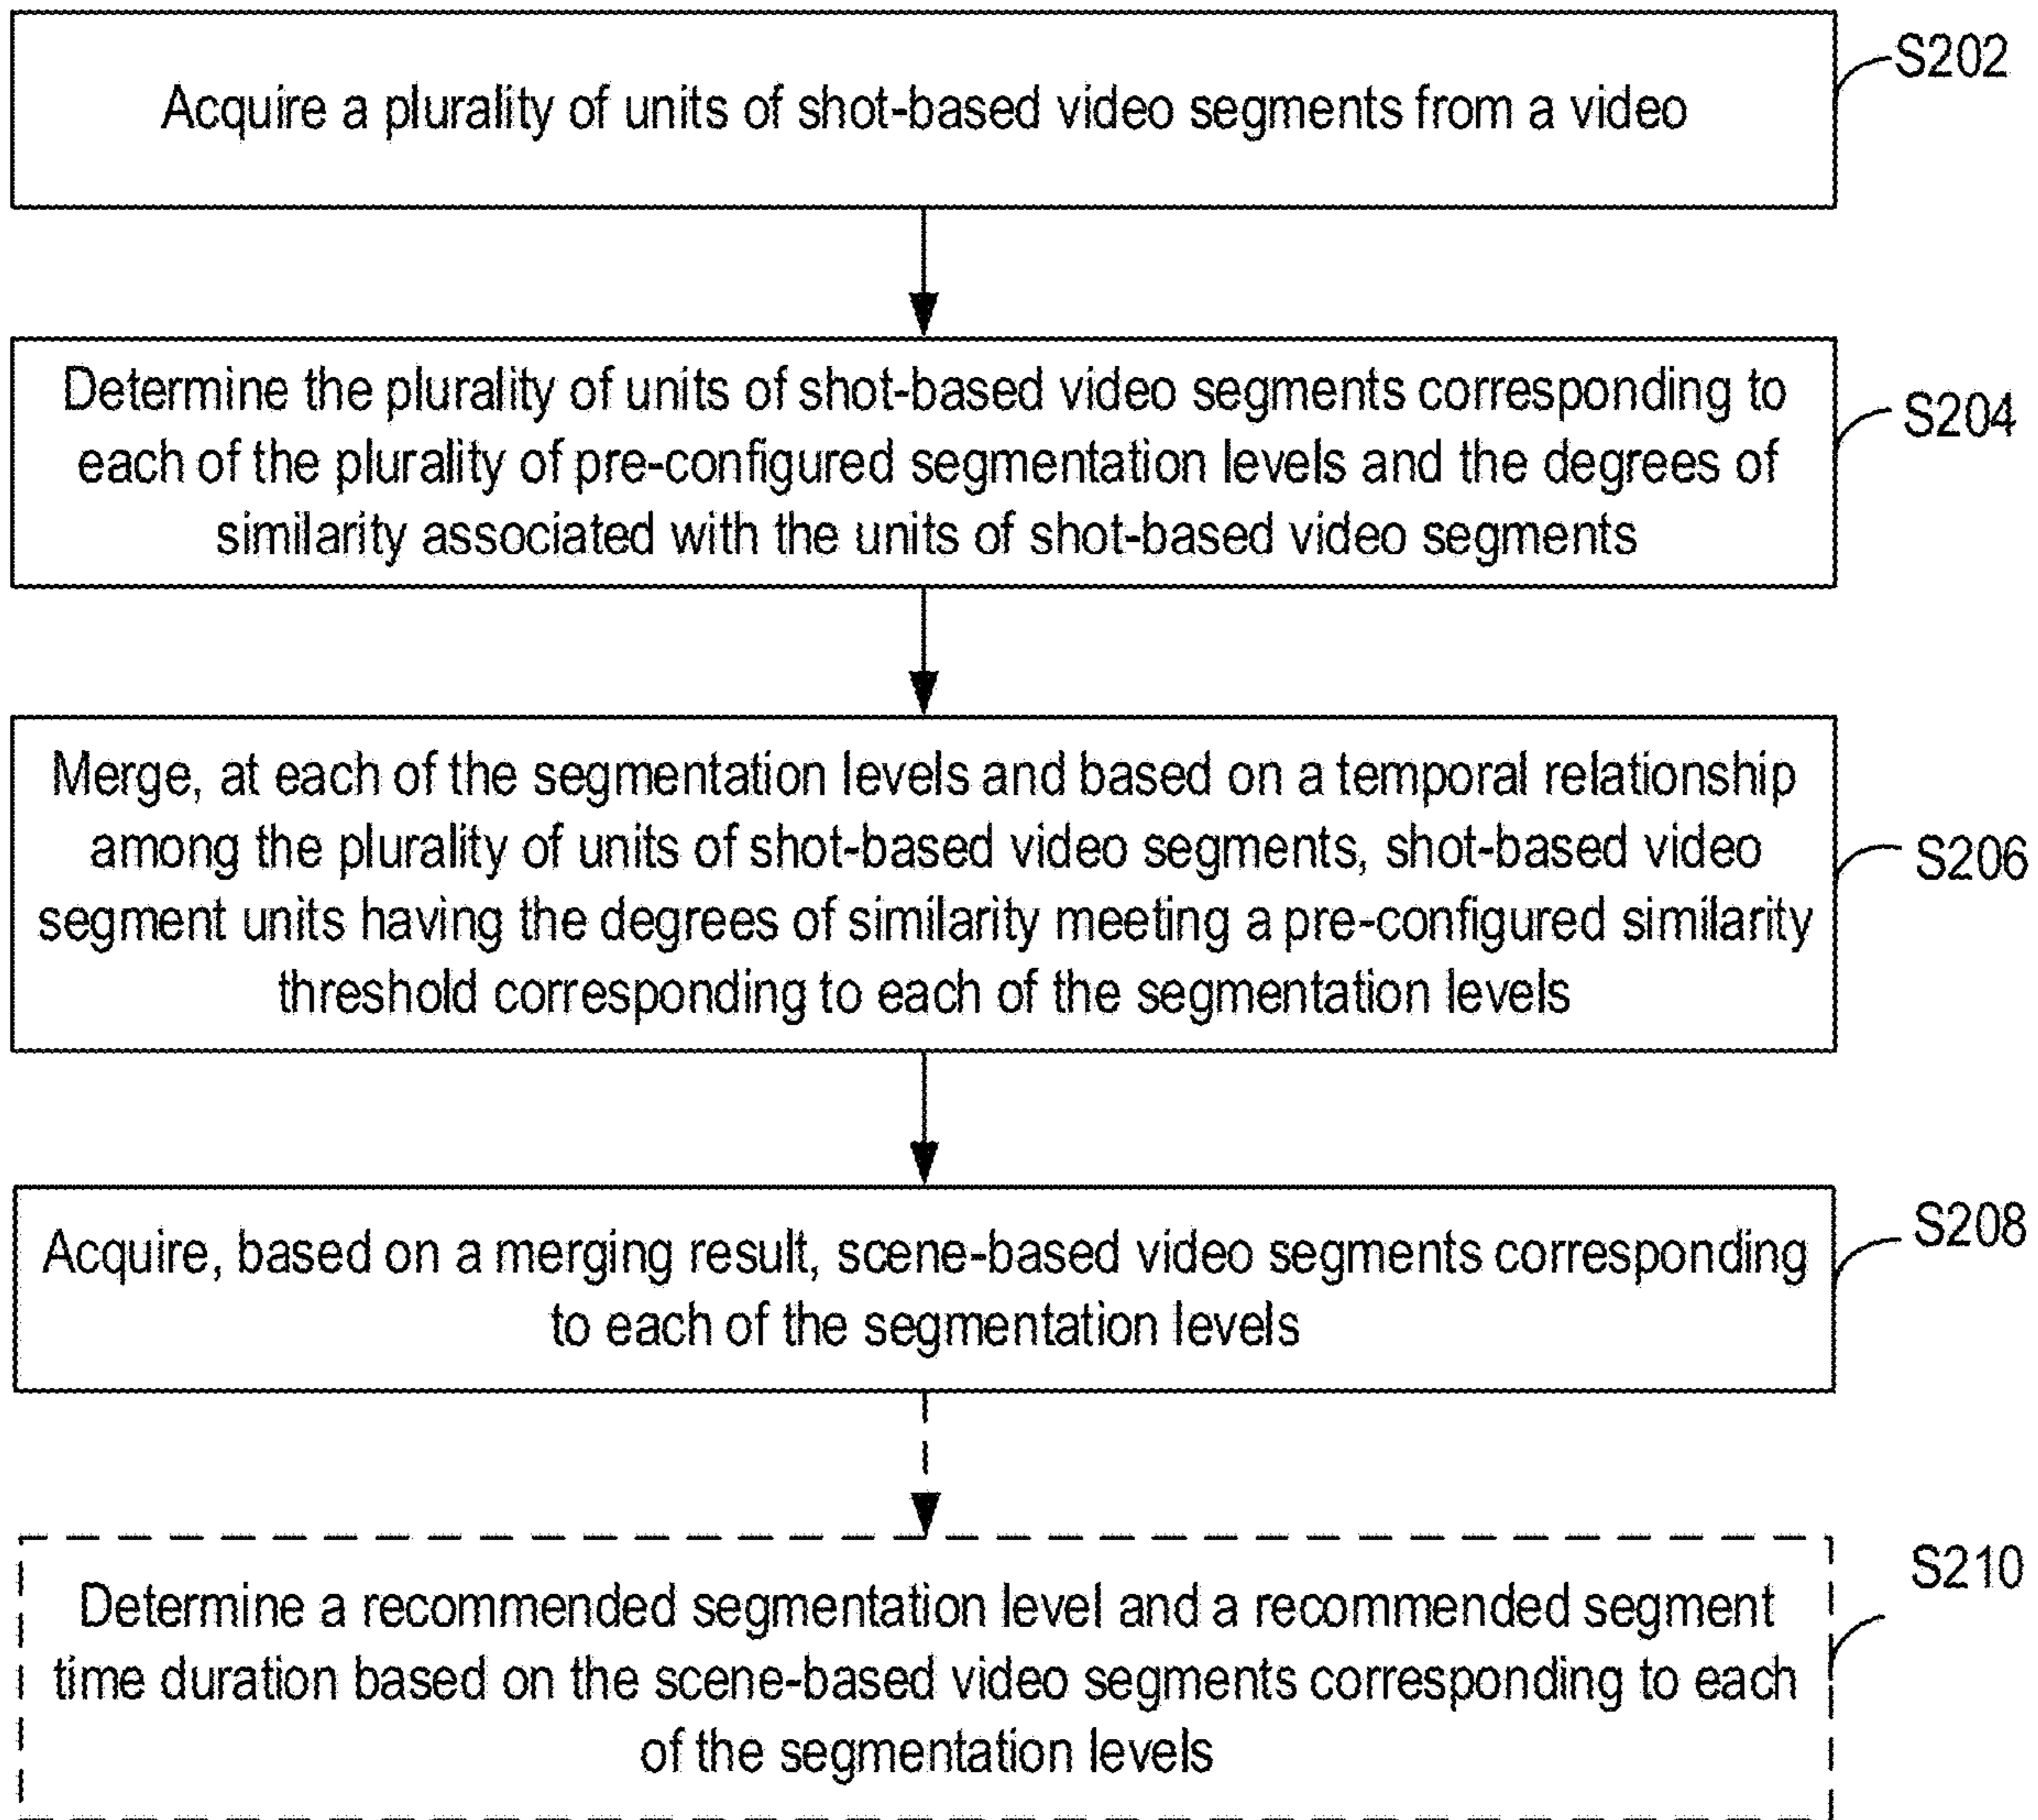 Acquire a plurality of units of shot-based video segments from a video
S202
Determine the plurality of units of shot-based video segments corresponding to
each of the plurality of pre-configured segmentation levels and the degrees of
similarity associated with the units of shot-based video segments
S204
Merge, at each of the segmentation levels and based on a temporal relationship
among the plurality of units of shot-based video segments, shot-based video
segment units having the degrees of similarity meeting a pre-configured similarity
threshold corresponding to each of the segmentation levels
S206
Acquire, based on a merging result, scene-based video segments corresponding
to each of the segmentation levels
S208
Determine a recommended segmentation level and a recommended segment
time duration based on the scene-based video segments corresponding to each
of the segmentation levels
S210